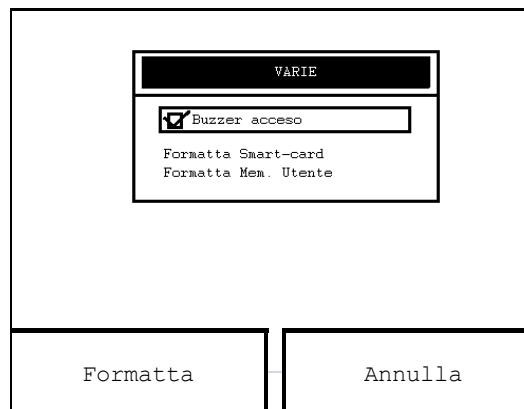 VARIE
Buzzer acceso
Formatta Smart-card
Formatta Mem. Utente
Formatta
Annulla